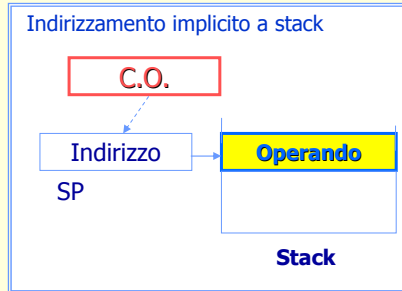 Indirizzamento implicito a stack
C.O.
Indirizzo
Operando
SP
Stack